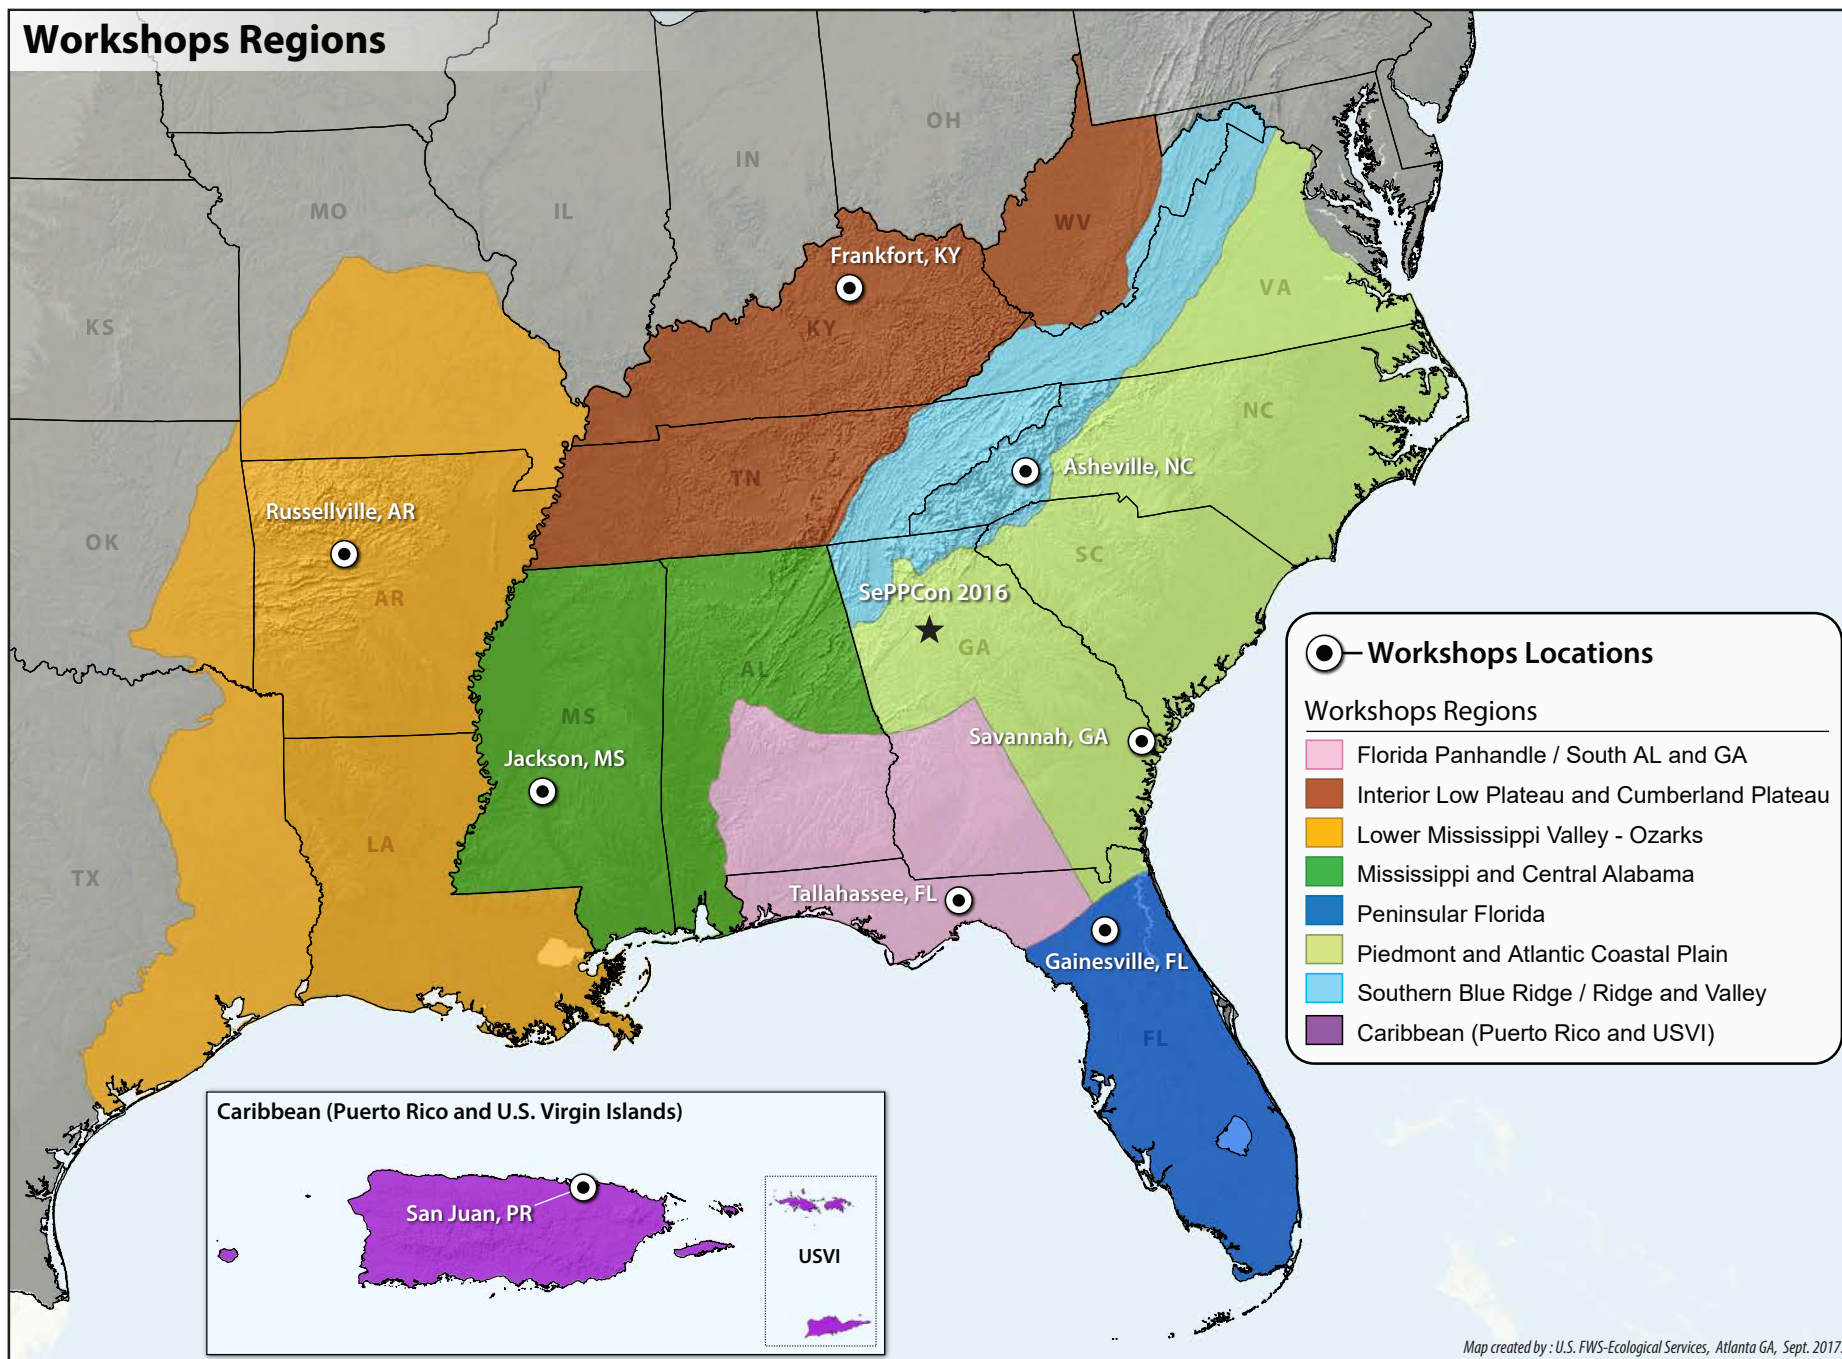 Workshops Regions
OH
IN
MO
IL
WV
Frankfort, KY
KS
KY
VA
NC
TN
Asheville, NC
Russellville, AR
OK
SC
AR
SePPCon 2016
GA
AL
MS
Savannah, GA
Jackson, MS
LA
TX
Tallahassee, FL
Gainesville, FL
FL
Workshops Locations
Workshops Regions
Florida Panhandle / South AL and GA
Interior Low Plateau and Cumberland Plateau
Lower Mississippi Valley - Ozarks
Mississippi and Central Alabama
Peninsular Florida
Piedmont and Atlantic Coastal Plain
Southern Blue Ridge / Ridge and Valley
Caribbean (Puerto Rico and USVI)
Caribbean (Puerto Rico and U.S. Virgin Islands)
San Juan, PR
USVI
Map created by : U.S. FWS-Ecological Services, Atlanta GA, Sept. 2017.